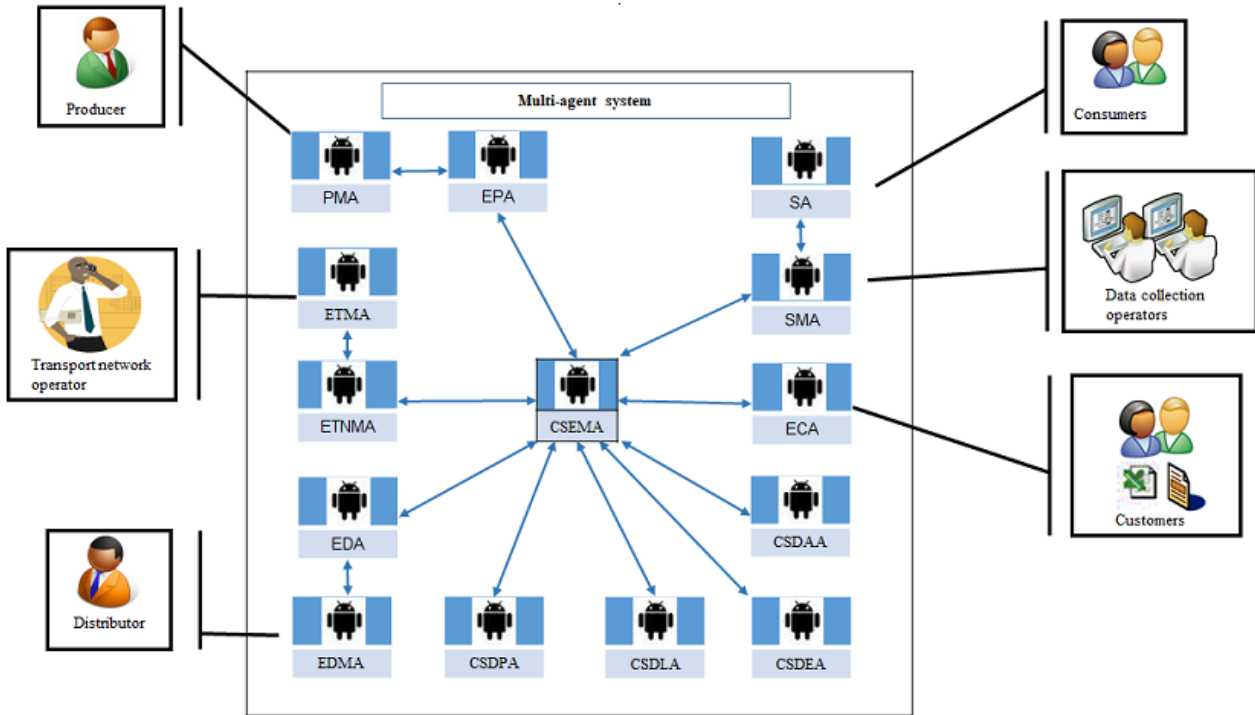 Multi-agent system
Producer
PMA
EPA
SA
Consumers
ETMA
SMA
Data collection
operators
Transport network
operator
ETNMA
CSEMA
ECA
EDA
CSDAA
Customers
Distributor
EDMA
CSDPA
CSDLA
CSDEA